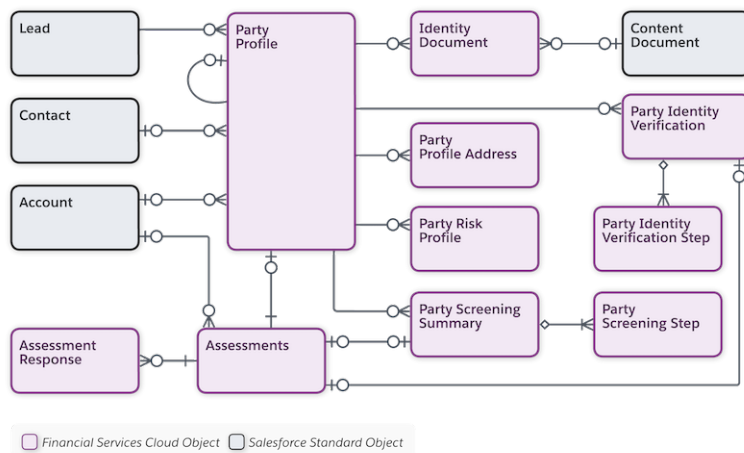 Lead
Party
Profile
Identity
Document
Content
Document
Contact
Party Identity
Verification
Party
Profile Address
Account
Party Risk
Profile
Party Identity
Verification Step
Party Screening
Summary
Party
Screening Step
Assessment
Response
Assessments
Financial Services Cloud Object
Salesforce Standard Object